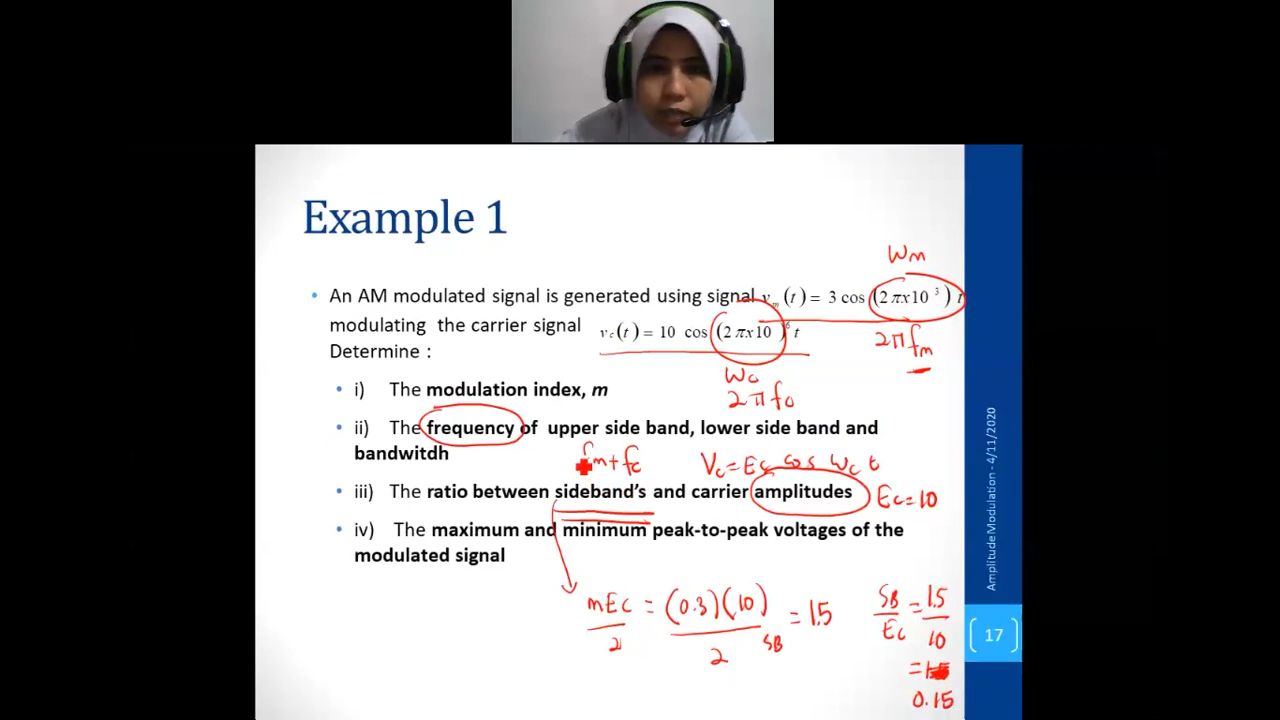 Example 1
Wm
• An AM modulated signal is generated using signal vm(t) = 3 cos (2πx10³) t
modulating the carrier signal vc(t) = 10 cos (2πx10⁶) t
2πfm
Determine :
Wc
2πfc
• i) The modulation index, m
• ii) The frequency of upper side band, lower side band and
bandwitdh
fm+fc
Vc=Ec cos Wc t
• iii) The ratio between sideband's and carrier amplitudes
Ec=10
• iv) The maximum and minimum peak-to-peak voltages of the
modulated signal
mEc/2 = (0.3)(10)/2 = 1.5
SB
SB/Ec = 1.5/10
=
0.15
Amplitude Modulation - 4/11/2020
17